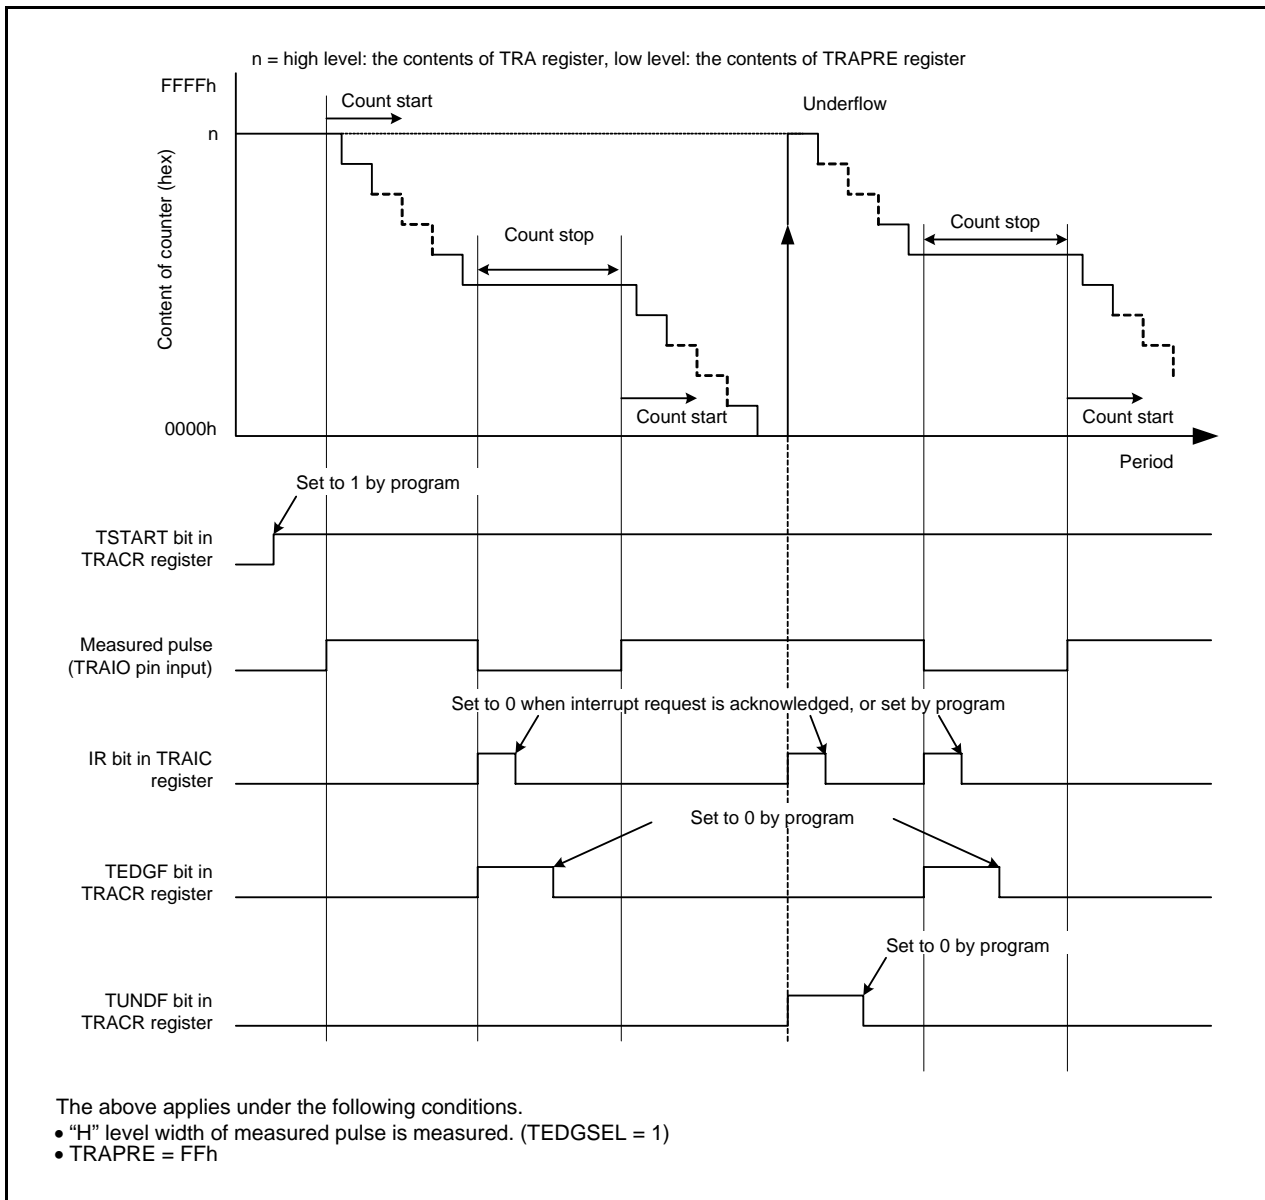 n = high level: the contents of TRA register, low level: the contents of TRAPRE register
FFFFh
Count start
Underflow
n
Content of counter (hex)
Count stop
Count stop
Count start
Count start
0000h
Period
Set to 1 by program
TSTART bit in
TRACR register
Measured pulse
(TRAIO pin input)
Set to 0 when interrupt request is acknowledged, or set by program
IR bit in TRAIC
register
Set to 0 by program
TEDGF bit in
TRACR register
Set to 0 by program
TUNDF bit in
TRACR register
The above applies under the following conditions.
• “H” level width of measured pulse is measured. (TEDGSEL = 1)
• TRAPRE = FFh